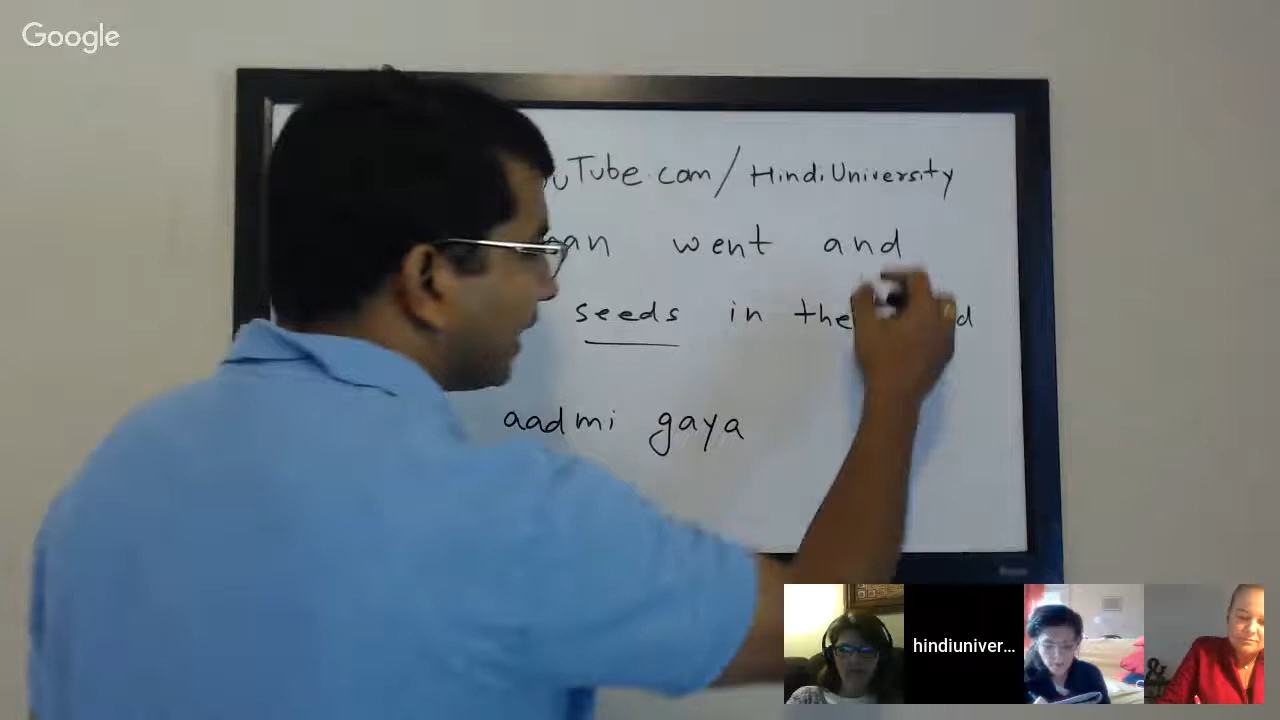 Google
uTube.com/HindiUniversity
an went and
seeds in the
aadmi gaya
hindiuniver...